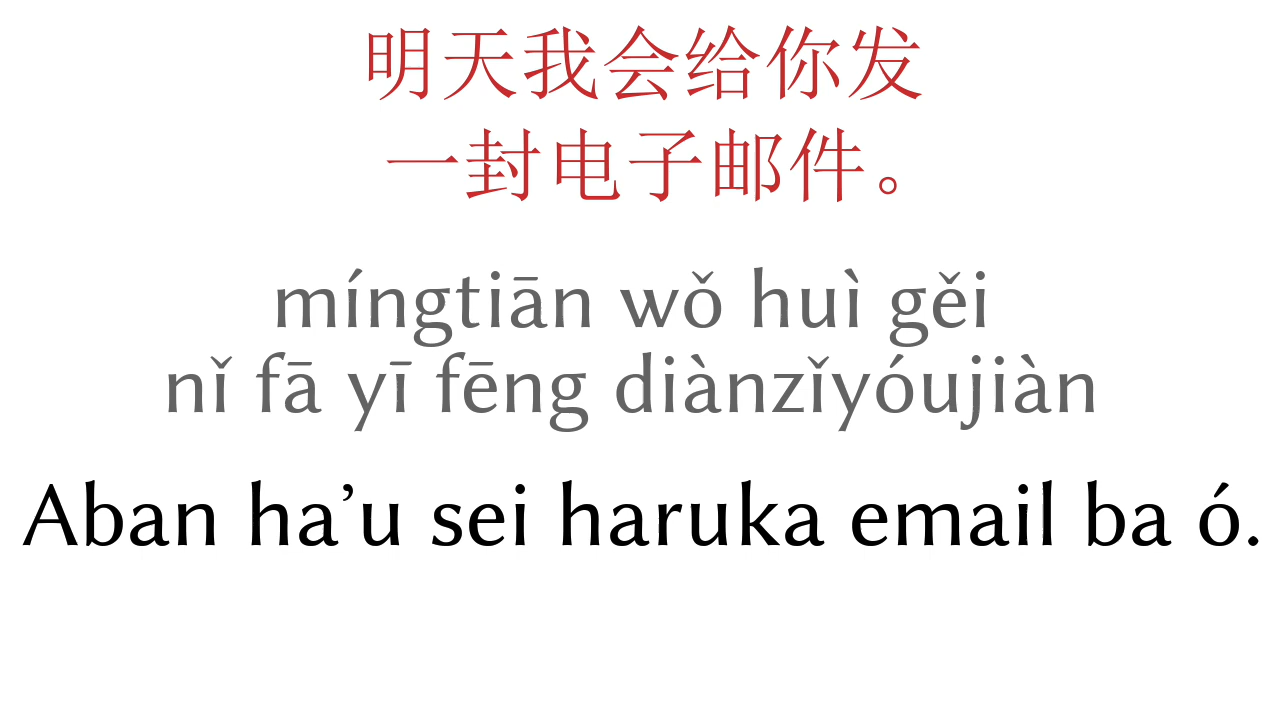 明天我会给你发
一封电子邮件。
míngtiān wǒ huì gěi
nǐ fā yī fēng diànzǐyóujiàn
Aban ha’u sei haruka email ba ó.